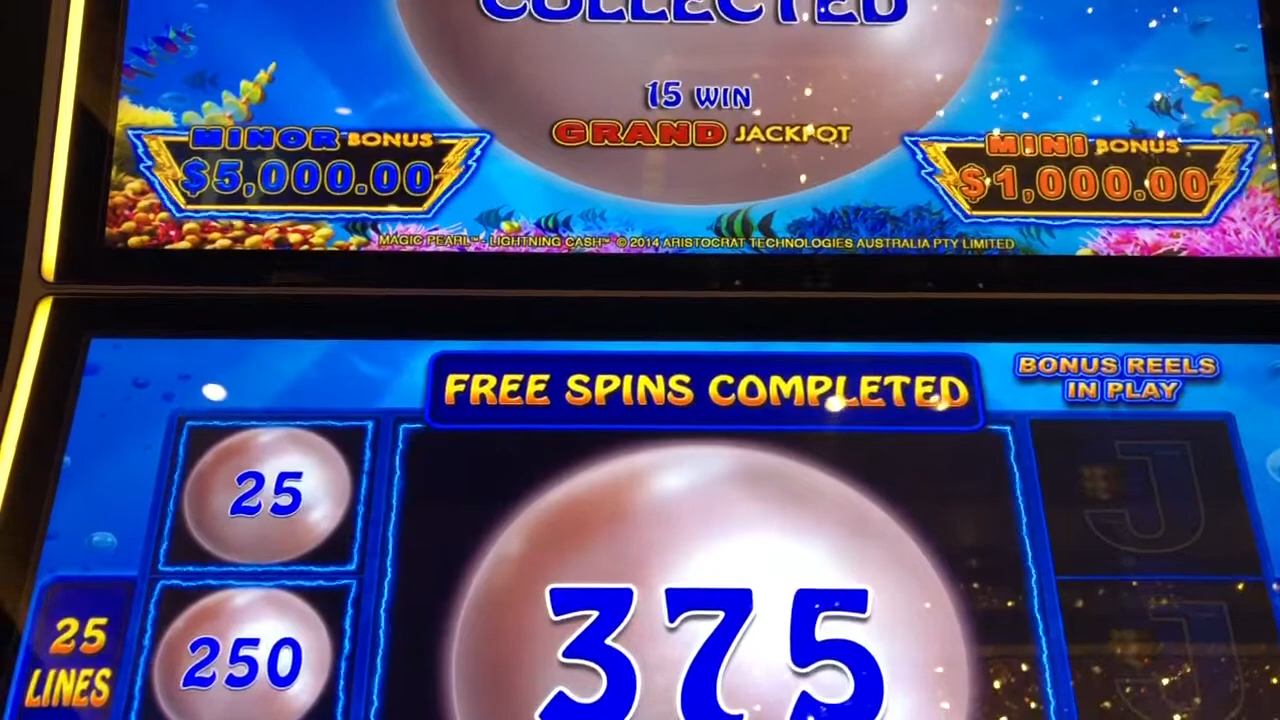 COLLECTED
15 WIN
GRAND JACKPOT
MINOR BONUS
$5,000.00
MINI BONUS
$1,000.00
MAGIC PEARL™ - LIGHTNING CASH™ © 2014 ARISTOCRAT TECHNOLOGIES AUSTRALIA PTY LIMITED
FREE SPINS COMPLETED
BONUS REELS
IN PLAY
25
J
375
250
J
25
LINES